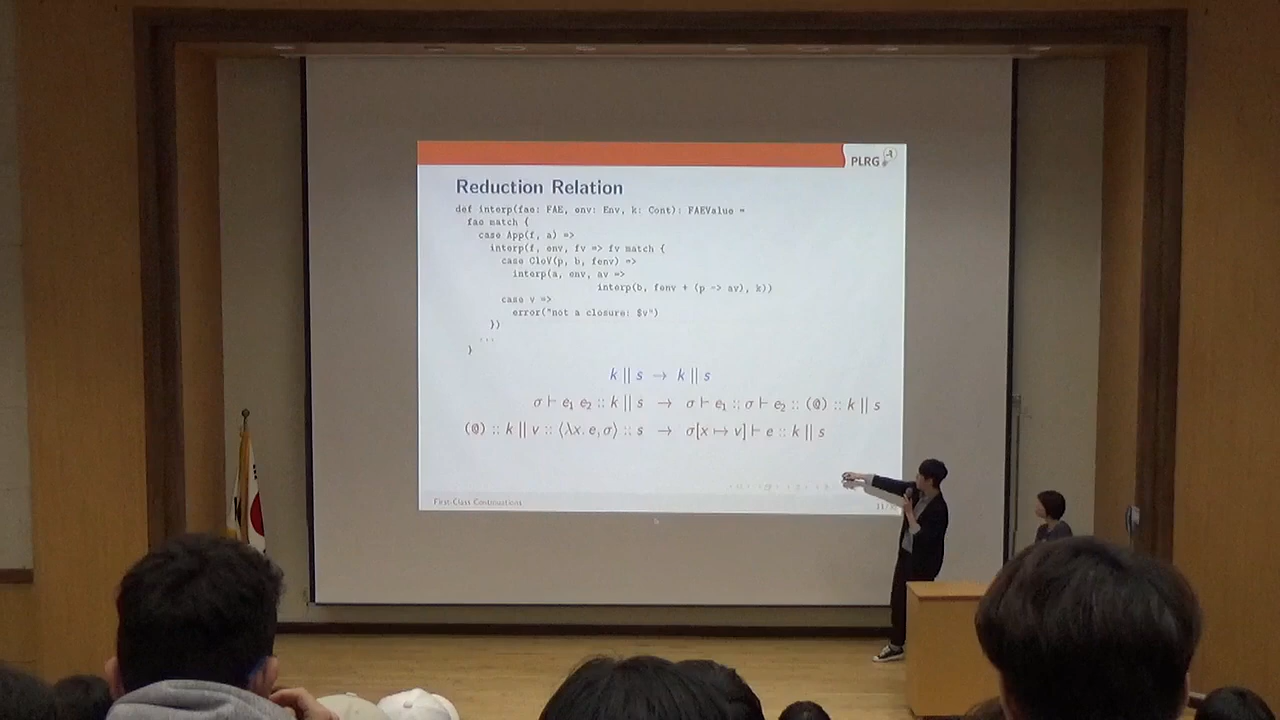 PLRG
Reduction Relation
def interp(fae: FAE, env: Env, k: Cont): FAEValue =
fae match {
case App(f, a) =>
interp(f, env, fv => fv match {
case CloV(p, b, fenv) =>
interp(a, env, av =>
interp(b, fenv + (p -> av), k))
case v =>
error("not a closure: $v")
})
...
}
k || s → k || s
σ ⊢ e₁ e₂ :: k || s → σ ⊢ e₁ :: σ ⊢ e₂ :: (@) :: k || s
(@) :: k || v :: ⟨λx. e, σ⟩ :: s → σ[x ↦ v] ⊢ e :: k || s
First-Class Continuations